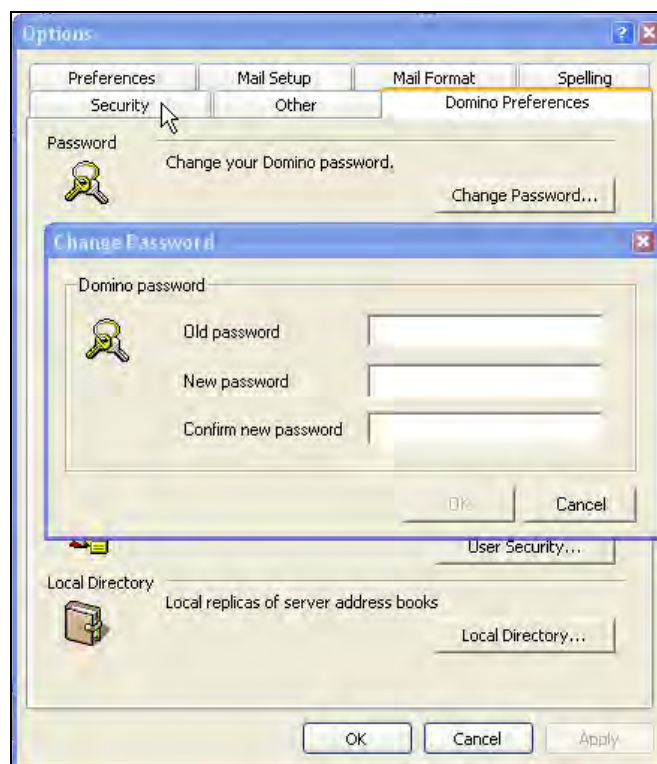 Options
Preferences Mail Setup Mail Format Spelling
Security Other Domino Preferences
Password
Change your Domino password.
Change Password...
Change Password
Domino password
Old password
New password
Confirm new password
OK Cancel
User Security...
Local Directory
Local replicas of server address books
Local Directory...
OK Cancel Apply